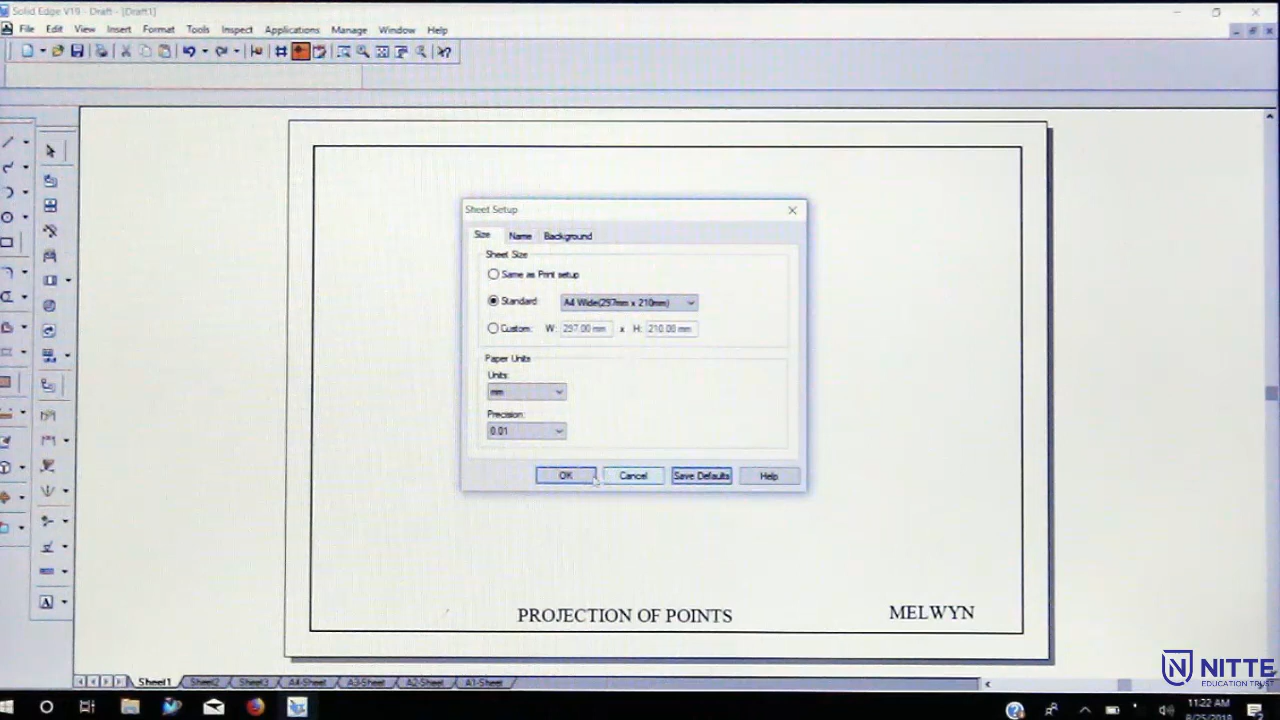 Solid Edge V19 - Draft - [Draft1]
File Edit View Insert Format Tools Inspect Applications Manage Window Help
Sheet Setup
Size Name Background
Sheet Size
Same as Print setup
Standard: A4 Wide(297mm x 210mm)
Custom: W: 297.00 mm x H: 210.00 mm
Paper Units
Units:
mm
Precision:
0.01
OK Cancel Save Defaults Help
PROJECTION OF POINTS MELWYN
Sheet1 Sheet2 Sheet3 A4-Sheet A3-Sheet A2-Sheet A1-Sheet
NITTE
EDUCATION TRUST
11:22 AM